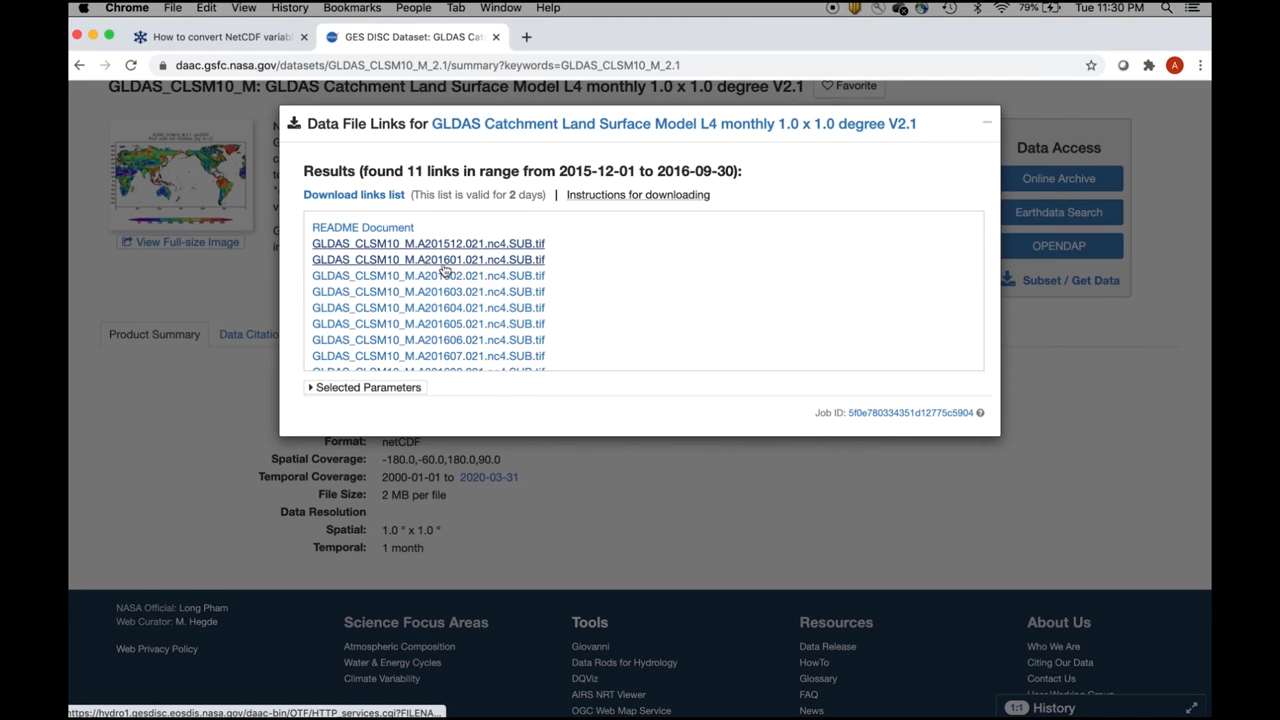 Chrome File Edit View History Bookmarks People Tab Window Help 79% Tue 11:30 PM
How to convert NetCDF variabl × GES DISC Dataset: GLDAS Cat × +
daac.gsfc.nasa.gov/datasets/GLDAS_CLSM10_M_2.1/summary?keywords=GLDAS_CLSM10_M_2.1 A
GLDAS_CLSM10_M: GLDAS Catchment Land Surface Model L4 monthly 1.0 x 1.0 degree V2.1 Favorite
Data File Links for GLDAS Catchment Land Surface Model L4 monthly 1.0 x 1.0 degree V2.1
Results (found 11 links in range from 2015-12-01 to 2016-09-30):
Download links list (This list is valid for 2 days) | Instructions for downloading
README Document
GLDAS_CLSM10_M.A201512.021.nc4.SUB.tif
GLDAS_CLSM10_M.A201601.021.nc4.SUB.tif
GLDAS_CLSM10_M.A201602.021.nc4.SUB.tif
GLDAS_CLSM10_M.A201603.021.nc4.SUB.tif
GLDAS_CLSM10_M.A201604.021.nc4.SUB.tif
GLDAS_CLSM10_M.A201605.021.nc4.SUB.tif
GLDAS_CLSM10_M.A201606.021.nc4.SUB.tif
GLDAS_CLSM10_M.A201607.021.nc4.SUB.tif
Selected Parameters
Job ID: 5f0e780334351d12775c5904
View Full-size Image
Data Access
Online Archive
Earthdata Search
OPENDAP
Subset / Get Data
Product Summary Data Citatio
Format: netCDF
Spatial Coverage: -180.0,-60.0,180.0,90.0
Temporal Coverage: 2000-01-01 to 2020-03-31
File Size: 2 MB per file
Data Resolution
Spatial: 1.0 ° x 1.0 °
Temporal: 1 month
NASA Official: Long Pham
Web Curator: M. Hegde
Web Privacy Policy
Science Focus Areas
Atmospheric Composition
Water & Energy Cycles
Climate Variability
Tools
Giovanni
Data Rods for Hydrology
DQViz
AIRS NRT Viewer
OGC Web Map Service
Resources
Data Release
HowTo
Glossary
FAQ
News
About Us
Who We Are
Citing Our Data
Contact Us
1:1 History
https://hydro1.gesdisc.eosdis.nasa.gov/daac-bin/OTF/HTTP_services.cgi?FILENA...